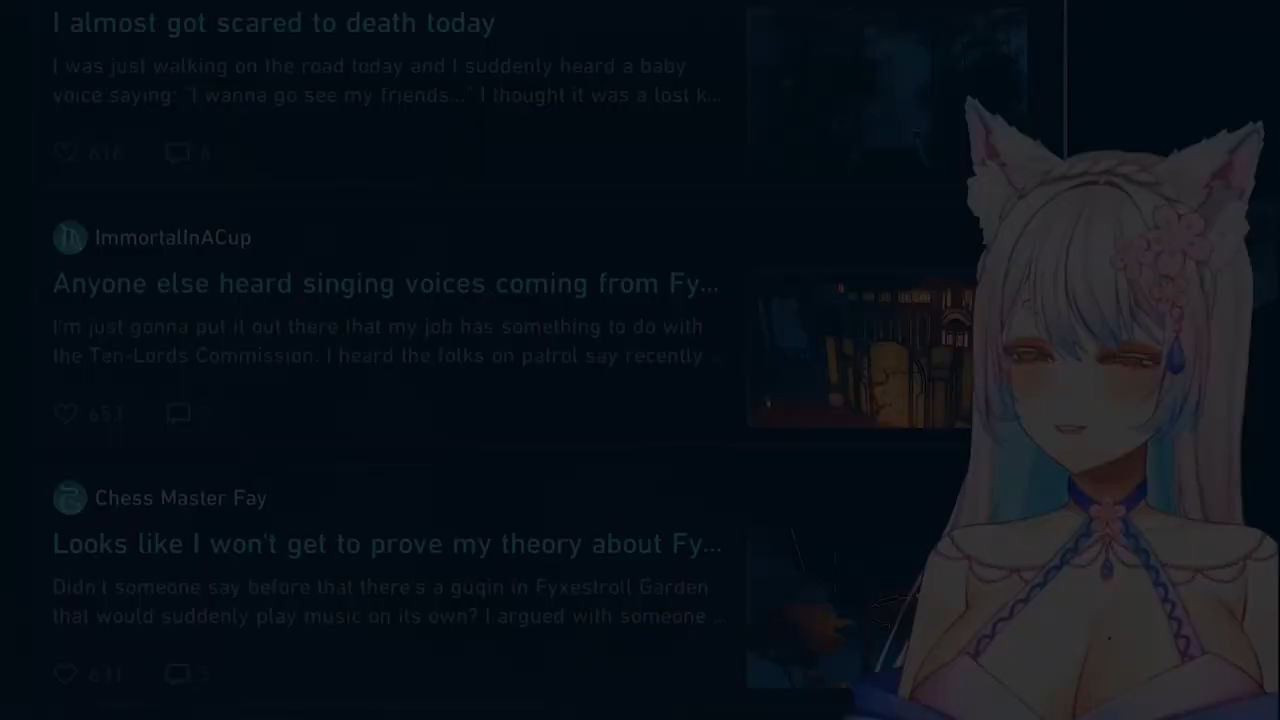 I almost got scared to death today
I was just walking on the road today and I suddenly heard a baby
voice saying: "I wanna go see my friends..." I thought it was a lost k...
616
6
ImmortalInACup
Anyone else heard singing voices coming from Fy...
I'm just gonna put it out there that my job has something to do with
the Ten-Lords Commission. I heard the folks on patrol say recently ...
653
Chess Master Fay
Looks like I won't get to prove my theory about Fy...
Didn't someone say before that there's a guqin in Fyxestroll Garden
that would suddenly play music on its own? I argued with someone ...